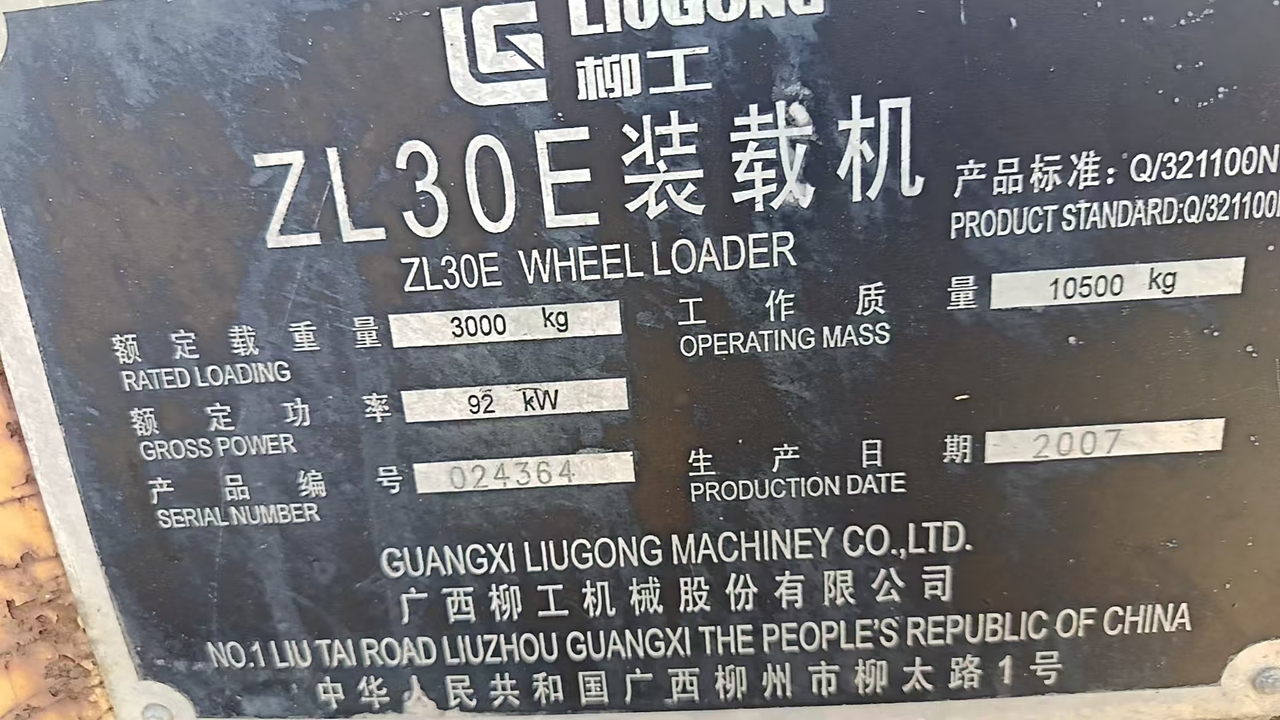 LG LIUGONG
柳工
ZL30E装载机
产品标准：Q/321100N
PRODUCT STANDARD:Q/321100
ZL30E WHEEL LOADER
额定载重量 3000 kg
RATED LOADING
工作质量 10500 kg
OPERATING MASS
额定功率 92 kW
GROSS POWER
产品编号 024364
SERIAL NUMBER
生产日期 2007
PRODUCTION DATE
GUANGXI LIUGONG MACHINEY CO.,LTD.
广西柳工机械股份有限公司
NO.1 LIU TAI ROAD LIUZHOU GUANGXI THE PEOPLE'S REPUBLIC OF CHINA
中华人民共和国广西柳州市柳太路1号